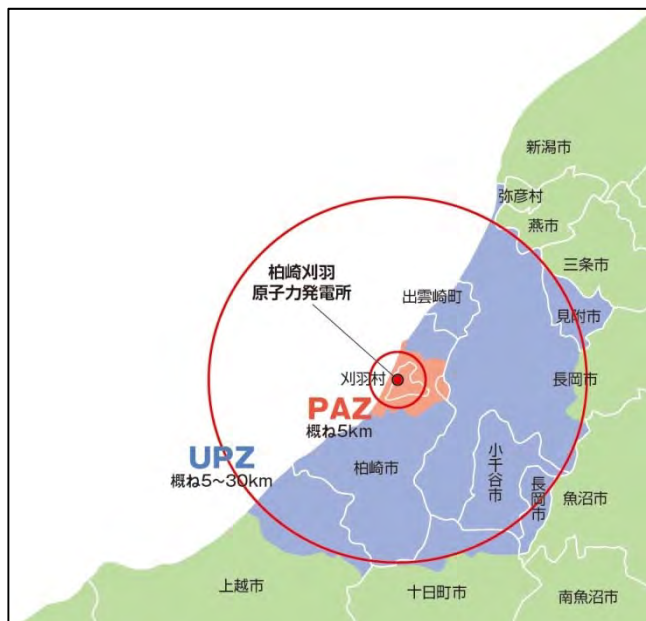 新潟市
弥彦村
燕市
三条市
柏崎刈羽
原子力発電所
出雲崎町
見附市
刈羽村
長岡市
PAZ
概ね5km
UPZ
概ね5～30km
柏崎市
小千谷市
長岡市
魚沼市
上越市
十日町市
南魚沼市